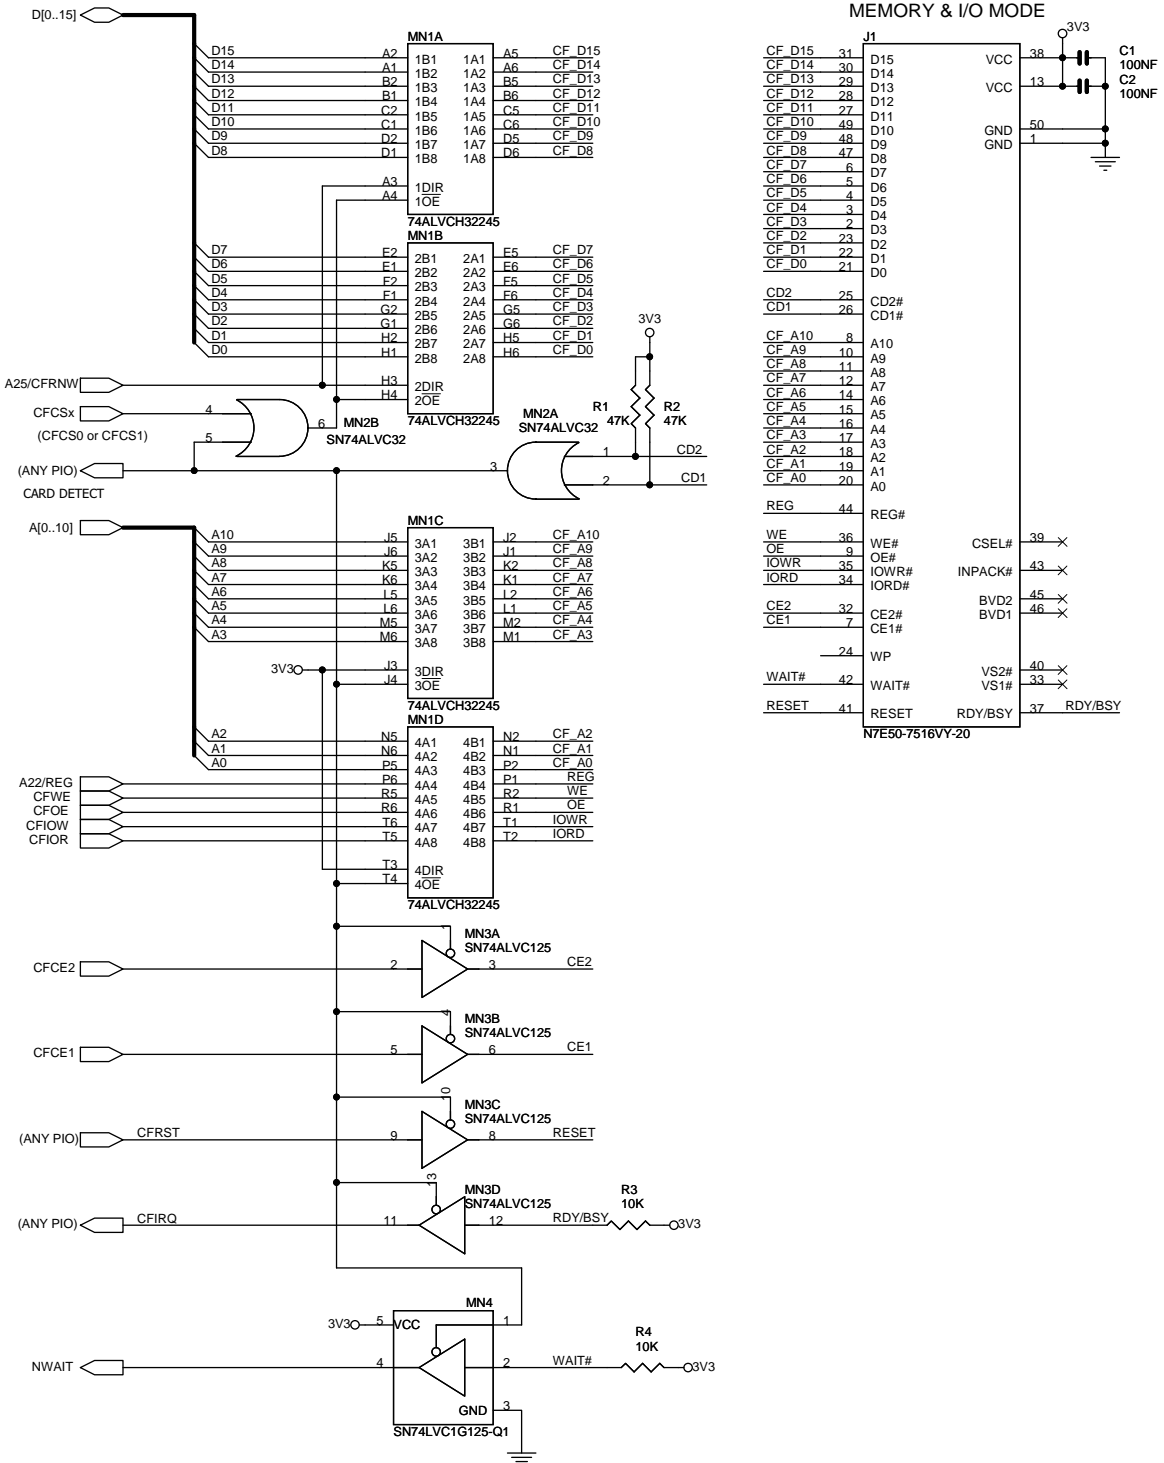 MEMORY & I/O MODE
D[0..15]
MN1A
D15 A2 1B1 1A1 A5 CF_D15
D14 A1 1B2 1A2 A6 CF_D14
D13 B2 1B3 1A3 B5 CF_D13
D12 B1 1B4 1A4 B6 CF_D12
D11 C2 1B5 1A5 C5 CF_D11
D10 C1 1B6 1A6 C6 CF_D10
D9 D2 1B7 1A7 D5 CF_D9
D8 D1 1B8 1A8 D6 CF_D8
A3 1DIR
A4 1OE
74ALVCH32245
MN1B
D7 E2 2B1 2A1 E5 CF_D7
D6 E1 2B2 2A2 E6 CF_D6
D5 F2 2B3 2A3 F5 CF_D5
D4 F1 2B4 2A4 F6 CF_D4
D3 G2 2B5 2A5 G5 CF_D3
D2 G1 2B6 2A6 G6 CF_D2
D1 H2 2B7 2A7 H5 CF_D1
D0 H1 2B8 2A8 H6 CF_D0
A25/CFRNW H3 2DIR
H4 2OE
74ALVCH32245
CFCSx 4
(CFCS0 or CFCS1)
5
6 MN2B
SN74ALVC32
3V3
R1
47K
R2
47K
MN2A
SN74ALVC32
1 CD2
2 CD1
3
(ANY PIO)
CARD DETECT
A[0..10]
MN1C
A10 J5 3A1 3B1 J2 CF_A10
A9 J6 3A2 3B2 J1 CF_A9
A8 K5 3A3 3B3 K2 CF_A8
A7 K6 3A4 3B4 K1 CF_A7
A6 L5 3A5 3B5 L2 CF_A6
A5 L6 3A6 3B6 L1 CF_A5
A4 M5 3A7 3B7 M2 CF_A4
A3 M6 3A8 3B8 M1 CF_A3
3V3 J3 3DIR
J4 3OE
74ALVCH32245
MN1D
A2 N5 4A1 4B1 N2 CF_A2
A1 N6 4A2 4B2 N1 CF_A1
A0 P5 4A3 4B3 P2 CF_A0
A22/REG P6 4A4 4B4 P1 REG
CFWE R5 4A5 4B5 R2 WE
CFOE R6 4A6 4B6 R1 OE
CFIOW T6 4A7 4B7 T1 IOWR
CFIOR T5 4A8 4B8 T2 IORD
T3 4DIR
T4 4OE
74ALVCH32245
1 MN3A
SN74ALVC125
CFCE2 2 3 CE2
4 MN3B
SN74ALVC125
CFCE1 5 6 CE1
10 MN3C
SN74ALVC125
(ANY PIO) CFRST 9 8 RESET
13 MN3D
SN74ALVC125
(ANY PIO) CFIRQ 11 12 RDY/BSY
R3
10K
3V3
MN4
3V3 5 VCC 1
NWAIT 4 2 WAIT#
R4
10K
3V3
GND 3
SN74LVC1G125-Q1
J1
CF_D15 31 D15
CF_D14 30 D14
CF_D13 29 D13
CF_D12 28 D12
CF_D11 27 D11
CF_D10 49 D10
CF_D9 48 D9
CF_D8 47 D8
CF_D7 6 D7
CF_D6 5 D6
CF_D5 4 D5
CF_D4 3 D4
CF_D3 2 D3
CF_D2 23 D2
CF_D1 22 D1
CF_D0 21 D0
CD2 25 CD2#
CD1 26 CD1#
CF_A10 8 A10
CF_A9 10 A9
CF_A8 11 A8
CF_A7 12 A7
CF_A6 14 A6
CF_A5 15 A5
CF_A4 16 A4
CF_A3 17 A3
CF_A2 18 A2
CF_A1 19 A1
CF_A0 20 A0
REG 44 REG#
WE 36 WE#
OE 9 OE#
IOWR 35 IOWR#
IORD 34 IORD#
CE2 32 CE2#
CE1 7 CE1#
24 WP
WAIT# 42 WAIT#
RESET 41 RESET
3V3
VCC 38
C1
100NF
VCC 13
C2
100NF
GND 50
GND 1
CSEL# 39
INPACK# 43
BVD2 45
BVD1 46
VS2# 40
VS1# 33
RDY/BSY 37 RDY/BSY
N7E50-7516VY-20